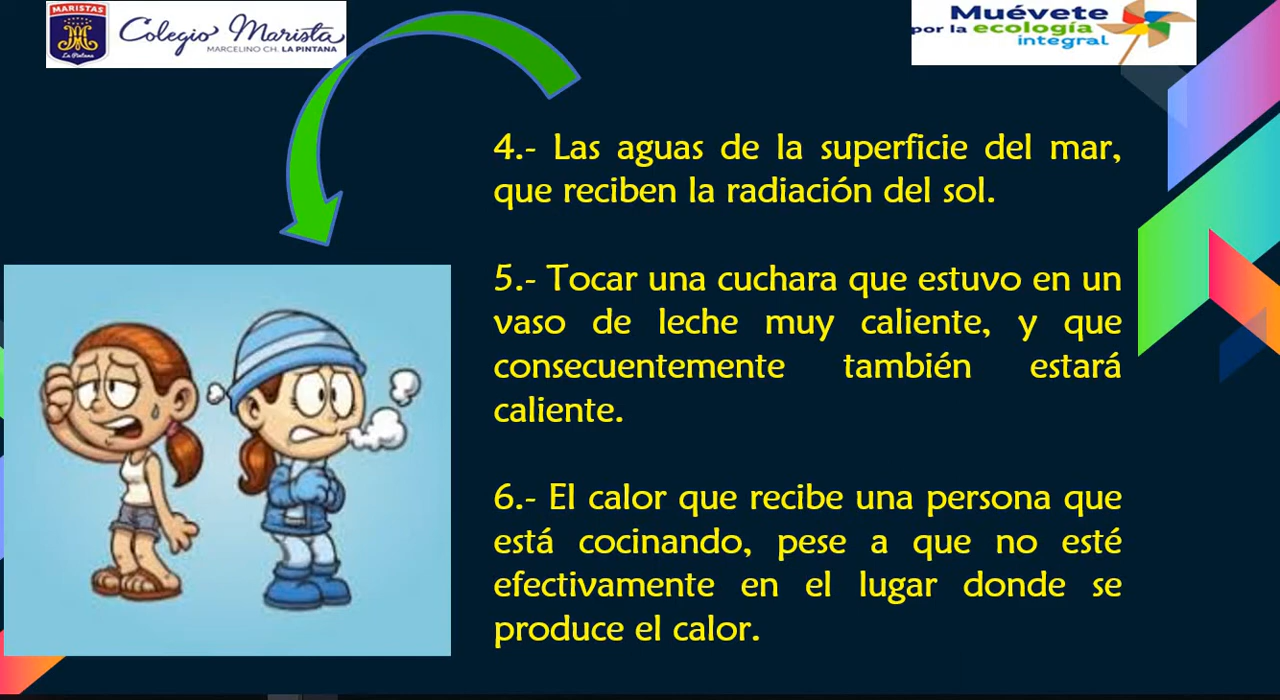 MARISTAS
La Pintana
Colegio Marista
MARCELINO CH. LA PINTANA
Muévete
por la ecología
integral
4.- Las aguas de la superficie del mar,
que reciben la radiación del sol.
5.- Tocar una cuchara que estuvo en un
vaso de leche muy caliente, y que
consecuentemente también estará
caliente.
6.- El calor que recibe una persona que
está cocinando, pese a que no esté
efectivamente en el lugar donde se
produce el calor.